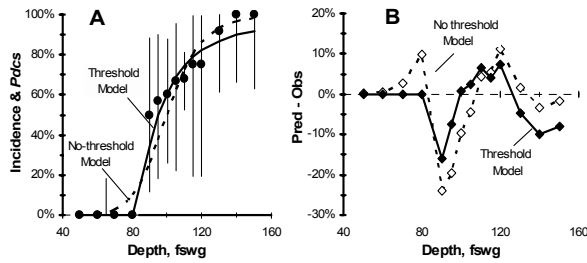 A
Incidence & Pdcs
100%
80%
60%
40%
20%
0%
Threshold
Model
No-threshold
Model
40 80 120 160
Depth, fswg
B
Pred - Obs
20%
10%
0%
-10%
-20%
-30%
No threshold
Model
Threshold
Model
40 80 120 160
Depth, fswg